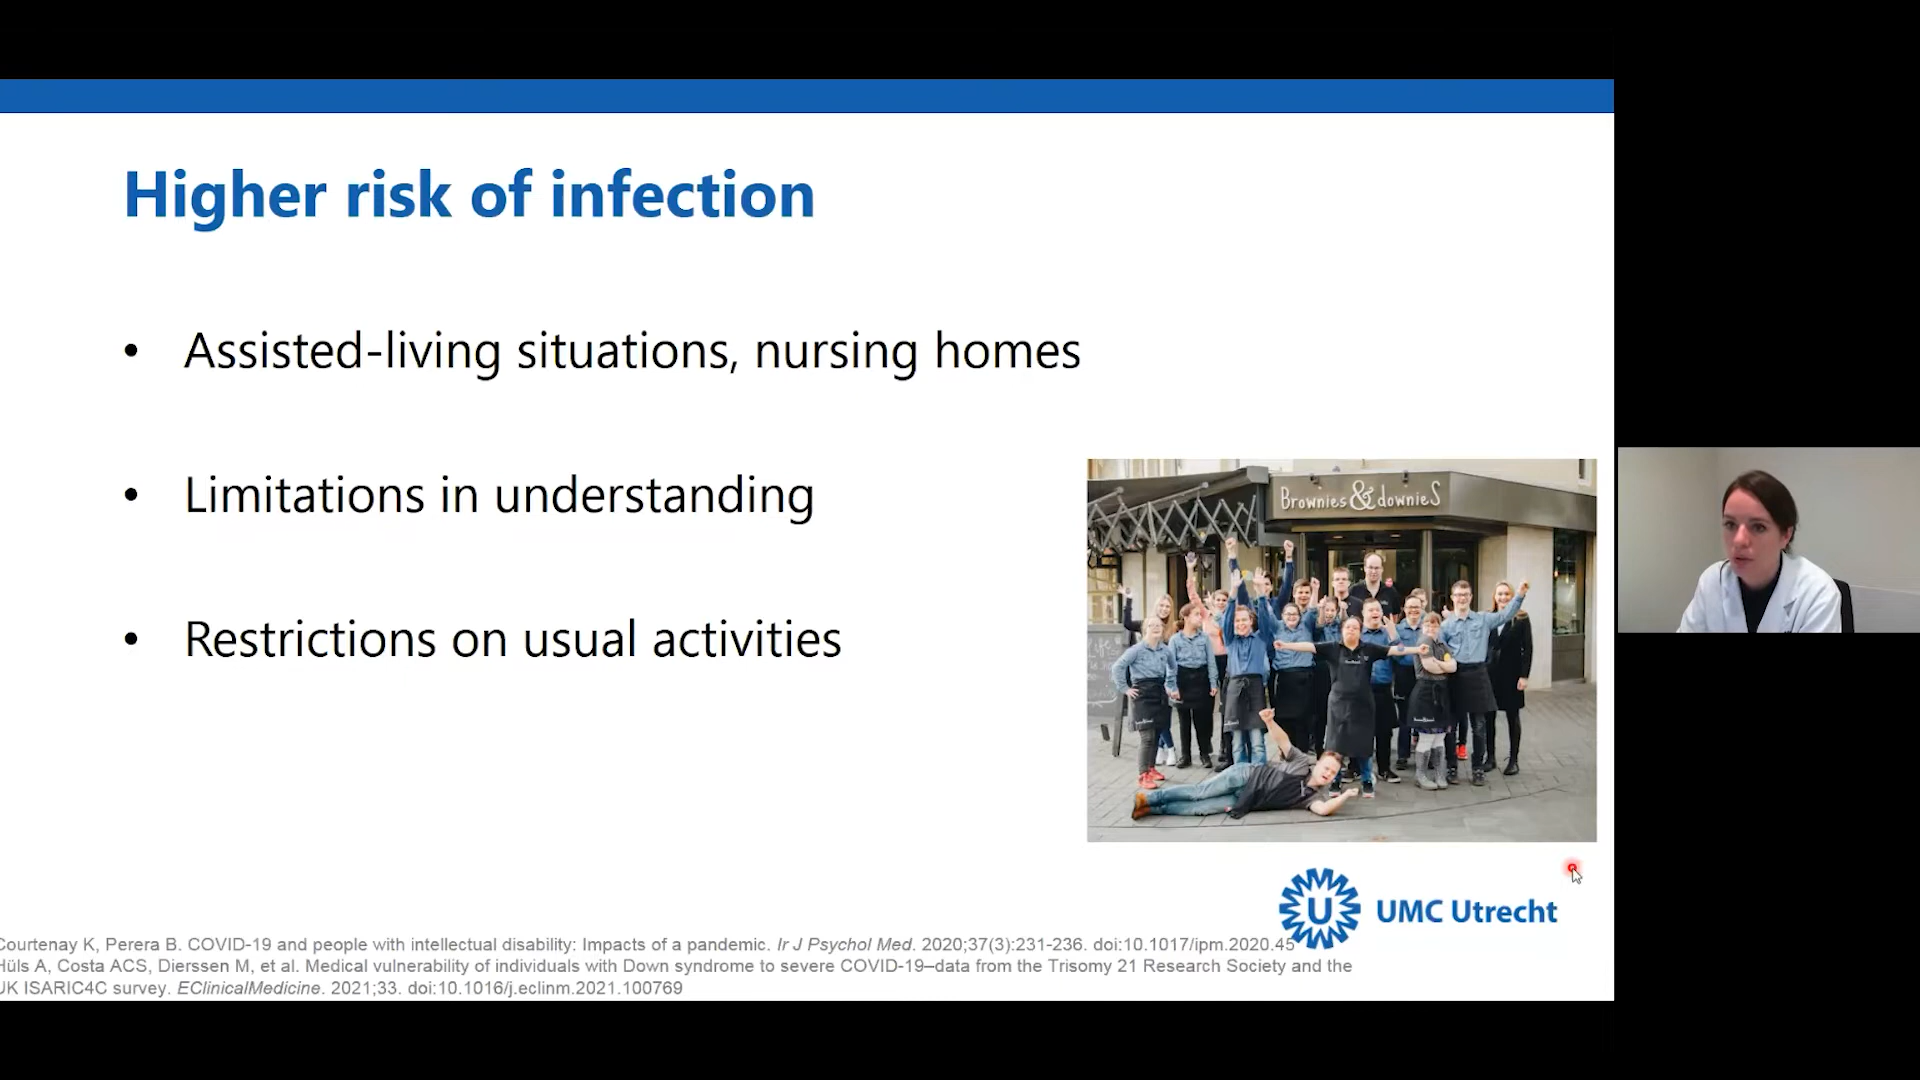 Higher risk of infection
• Assisted-living situations, nursing homes
• Limitations in understanding
• Restrictions on usual activities
Brownies & downieS
U UMC Utrecht
Courtenay K, Perera B. COVID-19 and people with intellectual disability: Impacts of a pandemic. Ir J Psychol Med. 2020;37(3):231-236. doi:10.1017/ipm.2020.45
Hüls A, Costa ACS, Dierssen M, et al. Medical vulnerability of individuals with Down syndrome to severe COVID-19–data from the Trisomy 21 Research Society and the
UK ISARIC4C survey. EClinicalMedicine. 2021;33. doi:10.1016/j.eclinm.2021.100769